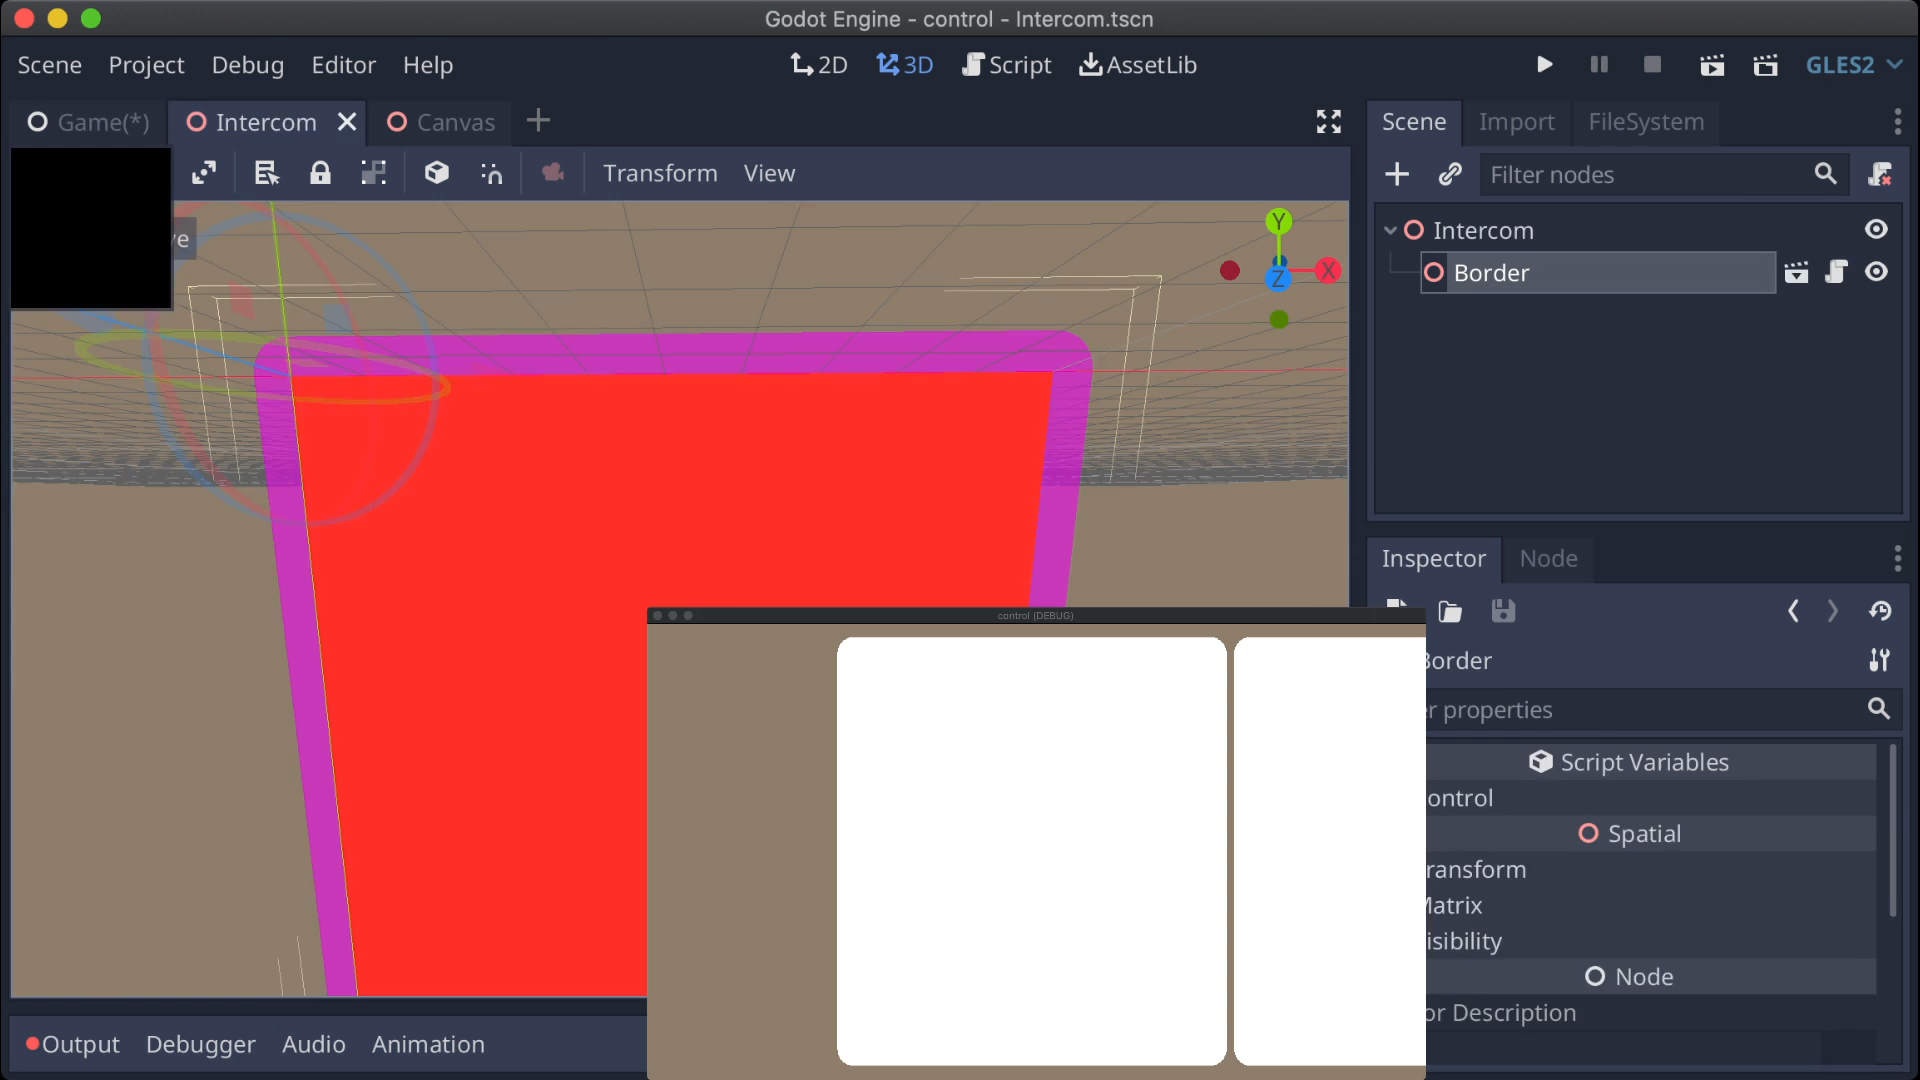 Godot Engine - control - Intercom.tscn
Scene Project Debug Editor Help 2D 3D Script AssetLib GLES2
Game(*) Intercom Canvas Scene Import FileSystem
Transform View Filter nodes
Y
X
Z
Intercom
Border
Inspector Node
control (DEBUG)
Border
properties
Script Variables
ontrol
Spatial
ransform
Matrix
isibility
Node
or Description
Output Debugger Audio Animation